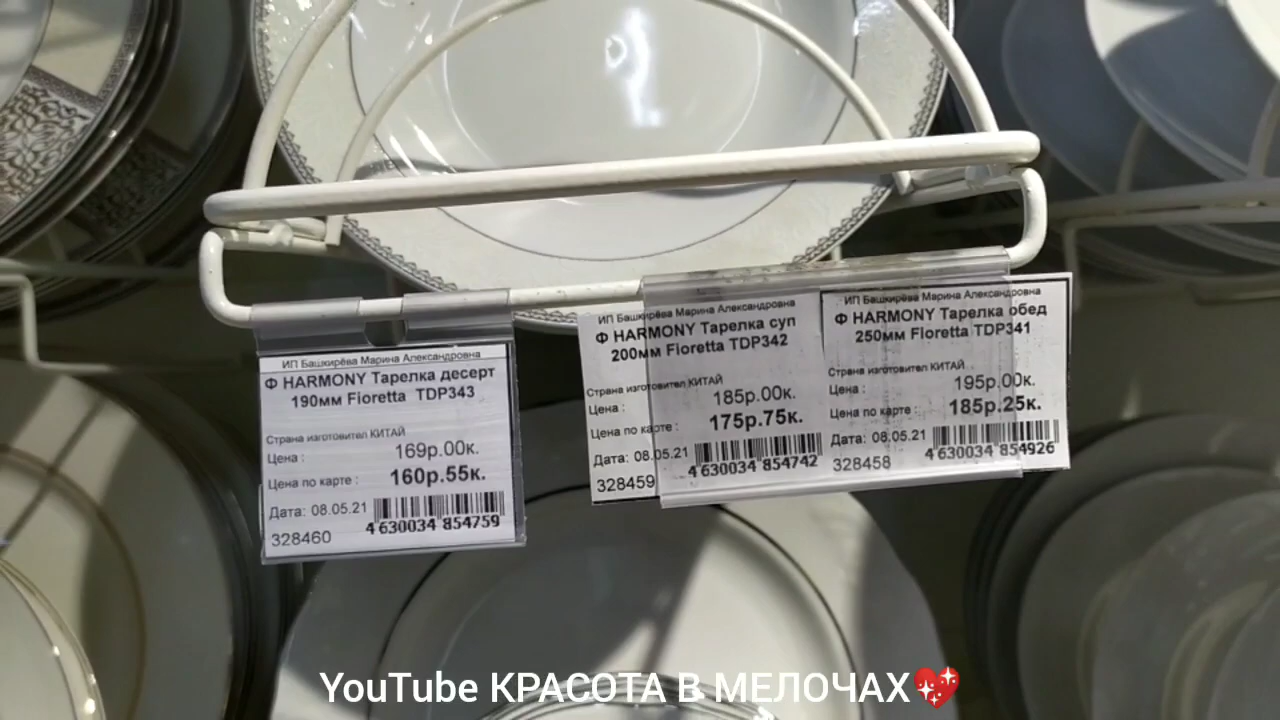 ИП Башкирёва Марина Александровна
Ф HARMONY Тарелка десерт
190мм Fioretta TDP343
Страна изготовител КИТАЙ
Цена : 169р.00к.
Цена по карте : 160р.55к.
Дата: 08.05.21
4 630034 854759
328460
ИП Башкирёва Марина Александровна
Ф HARMONY Тарелка суп
200мм Fioretta TDP342
Страна изготовител КИТАЙ
Цена : 185р.00к.
Цена по карте : 175р.75к.
Дата: 08.05.21
4 630034 854742
328459
ИП Башкирёва Марина Александровна
Ф HARMONY Тарелка обед
250мм Fioretta TDP341
Страна изготовител КИТАЙ
Цена : 195р.00к.
Цена по карте : 185р.25к.
Дата: 08.05.21
4 630034 854926
328458
YouTube КРАСОТА В МЕЛОЧАХ💖